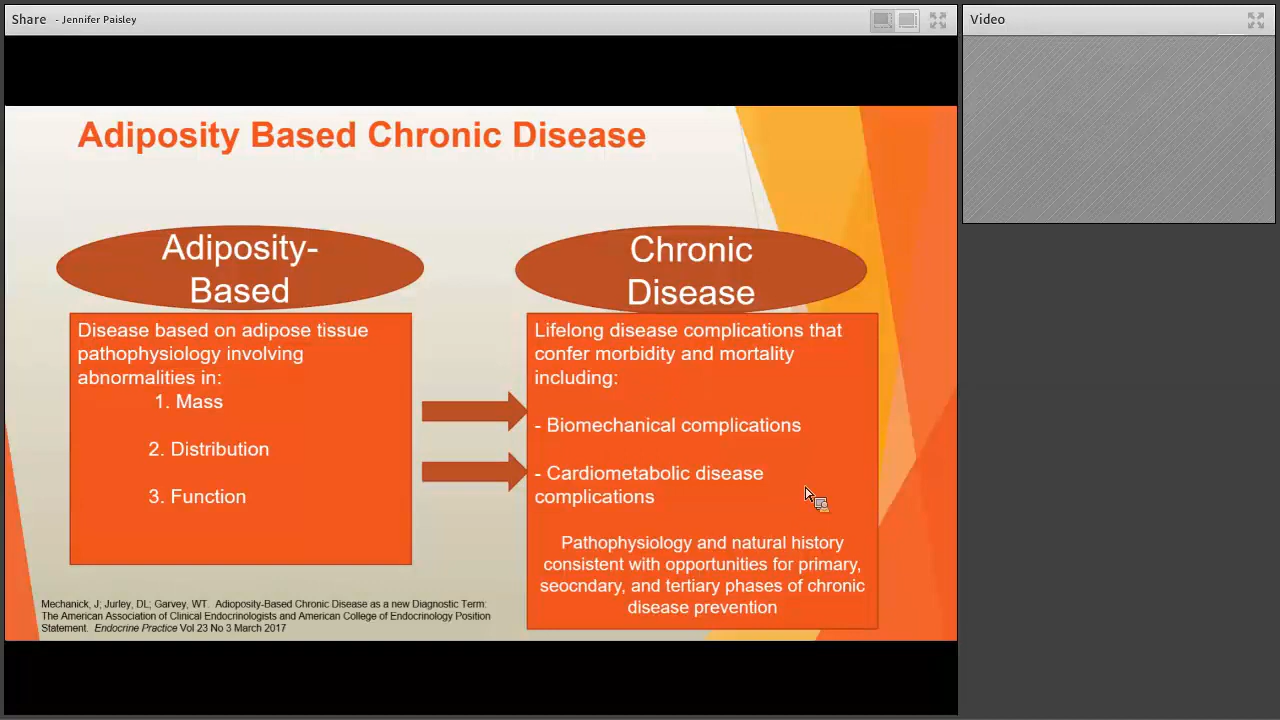 Share - Jennifer Paisley
Video
Adiposity Based Chronic Disease
Adiposity-
Based
Disease based on adipose tissue
pathophysiology involving
abnormalities in:
1. Mass
2. Distribution
3. Function
Chronic
Disease
Lifelong disease complications that
confer morbidity and mortality
including:
- Biomechanical complications
- Cardiometabolic disease
complications
Pathophysiology and natural history
consistent with opportunities for primary,
seocndary, and tertiary phases of chronic
disease prevention
Mechanick, J; Jurley, DL; Garvey, WT. Adioposity-Based Chronic Disease as a new Diagnostic Term:
The American Association of Clinical Endocrinologists and American College of Endocrinology Position
Statement. Endocrine Practice Vol 23 No 3 March 2017